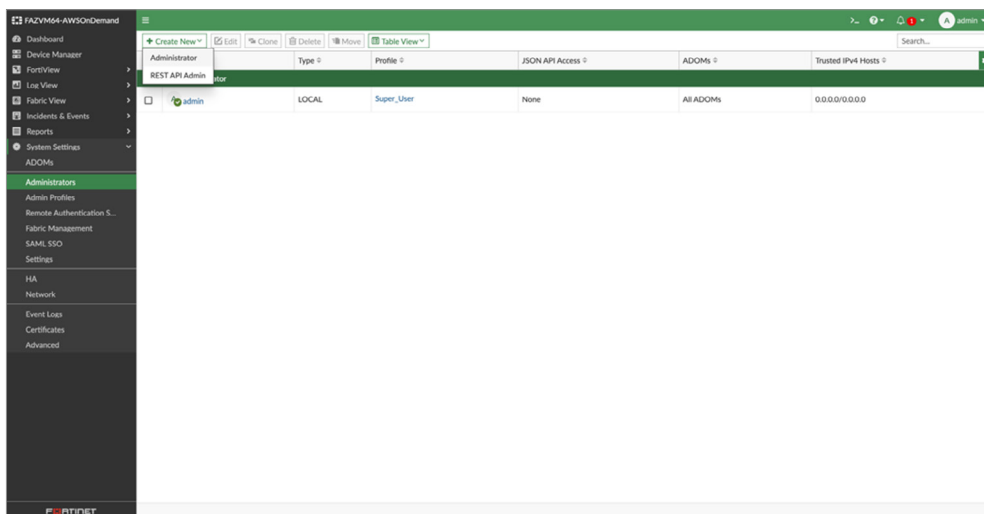 FAZVM64-AWSOnDemand
admin
Dashboard
Device Manager
FortiView
Log View
Fabric View
Incidents & Events
Reports
System Settings
ADOMs
Administrators
Admin Profiles
Remote Authentication S...
Fabric Management
SAML SSO
Settings
HA
Network
Event Logs
Certificates
Advanced
FORTINET
+ Create New Edit Clone Delete Move Table View Search...
Administrator
REST API Admin
Type Profile JSON API Access ADOMs Trusted IPv4 Hosts
ator
admin LOCAL Super_User None All ADOMs 0.0.0.0/0.0.0.0